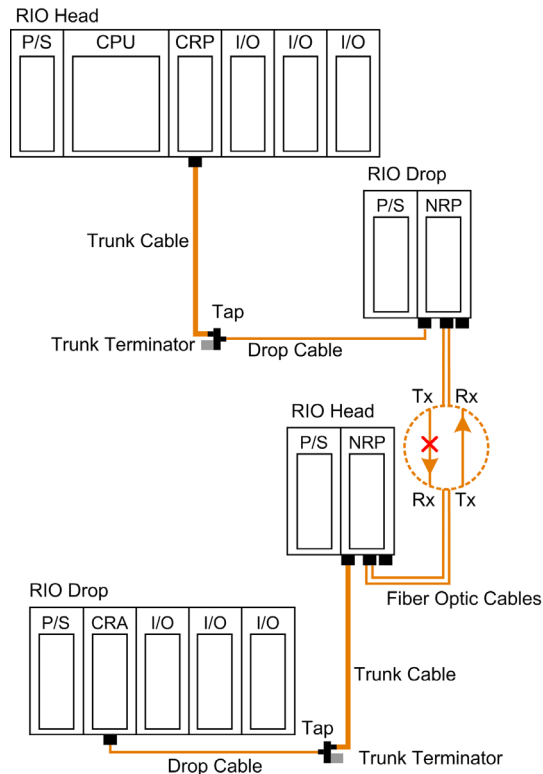 RIO Head
P/S CPU CRP I/O I/O I/O
RIO Drop
P/S NRP
Trunk Cable
Tap
Trunk Terminator
Drop Cable
Tx Rx
RIO Head
P/S NRP
Rx Tx
Fiber Optic Cables
RIO Drop
P/S CRA I/O I/O I/O
Trunk Cable
Tap
Trunk Terminator
Drop Cable